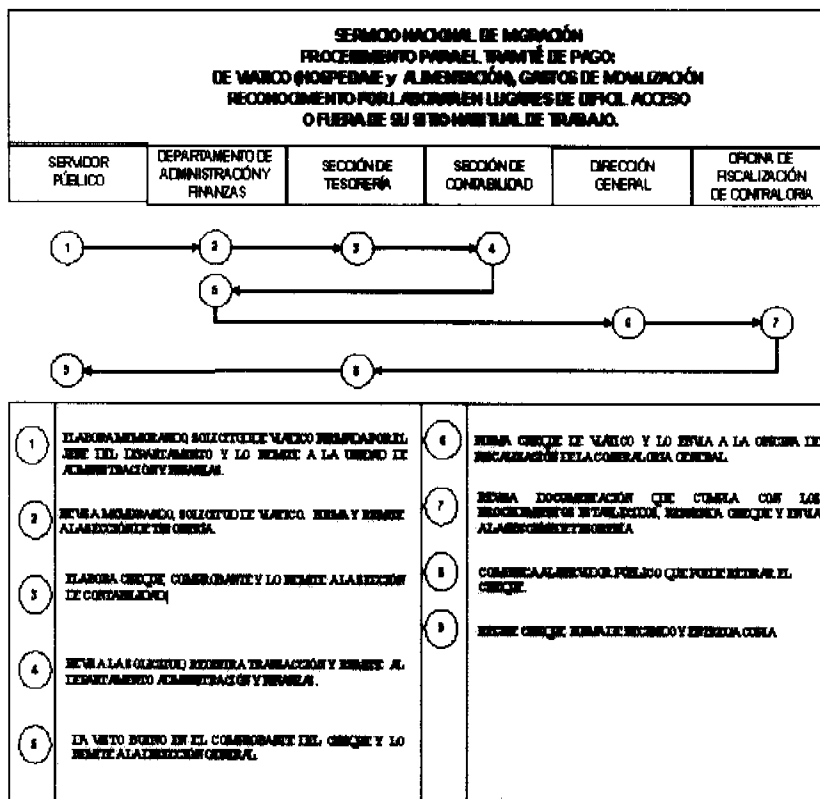 SERVICIO NACIONAL DE MIGRACIÓN
PROCEDIMIENTO PARA EL TRAMITÉ DE PAGO:
DE VIATICO (HOSPEDAJE y ALIMENTACIÓN), GASTOS DE MOVILIZACIÓN
RECONOCIMIENTO POR LABORAR EN LUGARES DE DIFICIL ACCESO
O FUERA DE SU SITIO HABITUAL DE TRABAJO.
SERVIDOR
PÚBLICO
DEPARTAMENTO DE
ADMINISTRACIÓN Y
FINANZAS
SECCIÓN DE
TESORERÍA
SECCIÓN DE
CONTABILIDAD
DIRECCIÓN
GENERAL
OFICINA DE
FISCALIZACIÓN
DE CONTRALORIA
1
2
3
4
5
6
7
9
8
1
ELABORA MEMORANDO, SOLICITUD DE VIATICO FIRMADA POR EL
JEFE DEL DEPARTAMENTO Y LO REMITE A LA UNIDAD DE
ADMINISTRACIÓN Y FINANZAS.
2
REVISA MEMORANDO, SOLICITUD DE VIATICO. FIRMA Y REMITE
A LA SECCIÓN DE TESORERÍA.
3
ELABORA CHEQUE, COMPROBANTE Y LO REMITE A LA SECCIÓN
DE CONTABILIDAD
4
REVISA LA SOLICITUD, REGISTRA TRANSACCIÓN Y REMITE AL
DEPARTAMENTO ADMINISTRACIÓN Y FINANZAS.
5
DA VISTO BUENO EN EL COMPROBANTE DEL CHEQUE Y LO
REMITE A LA DIRECCIÓN GENERAL.
6
FIRMA CHEQUE DE VIÁTICO Y LO ENVIA A LA OFICINA DE
FISCALIZACIÓN DE LA CONTRALORIA GENERAL.
7
REVISA DOCUMENTACIÓN QUE CUMPLA CON LOS
PROCEDIMIENTOS ESTABLECIDOS, REFRENDA CHEQUE Y ENVIA
A LA SECCIÓN DE TESORERÍA
8
COMUNICA AL SERVIDOR PÚBLICO QUE PUEDE RETIRAR EL
CHEQUE.
9
RECIBE CHEQUE, FIRMA DE RECIBIDO Y ENTREGA COPIA